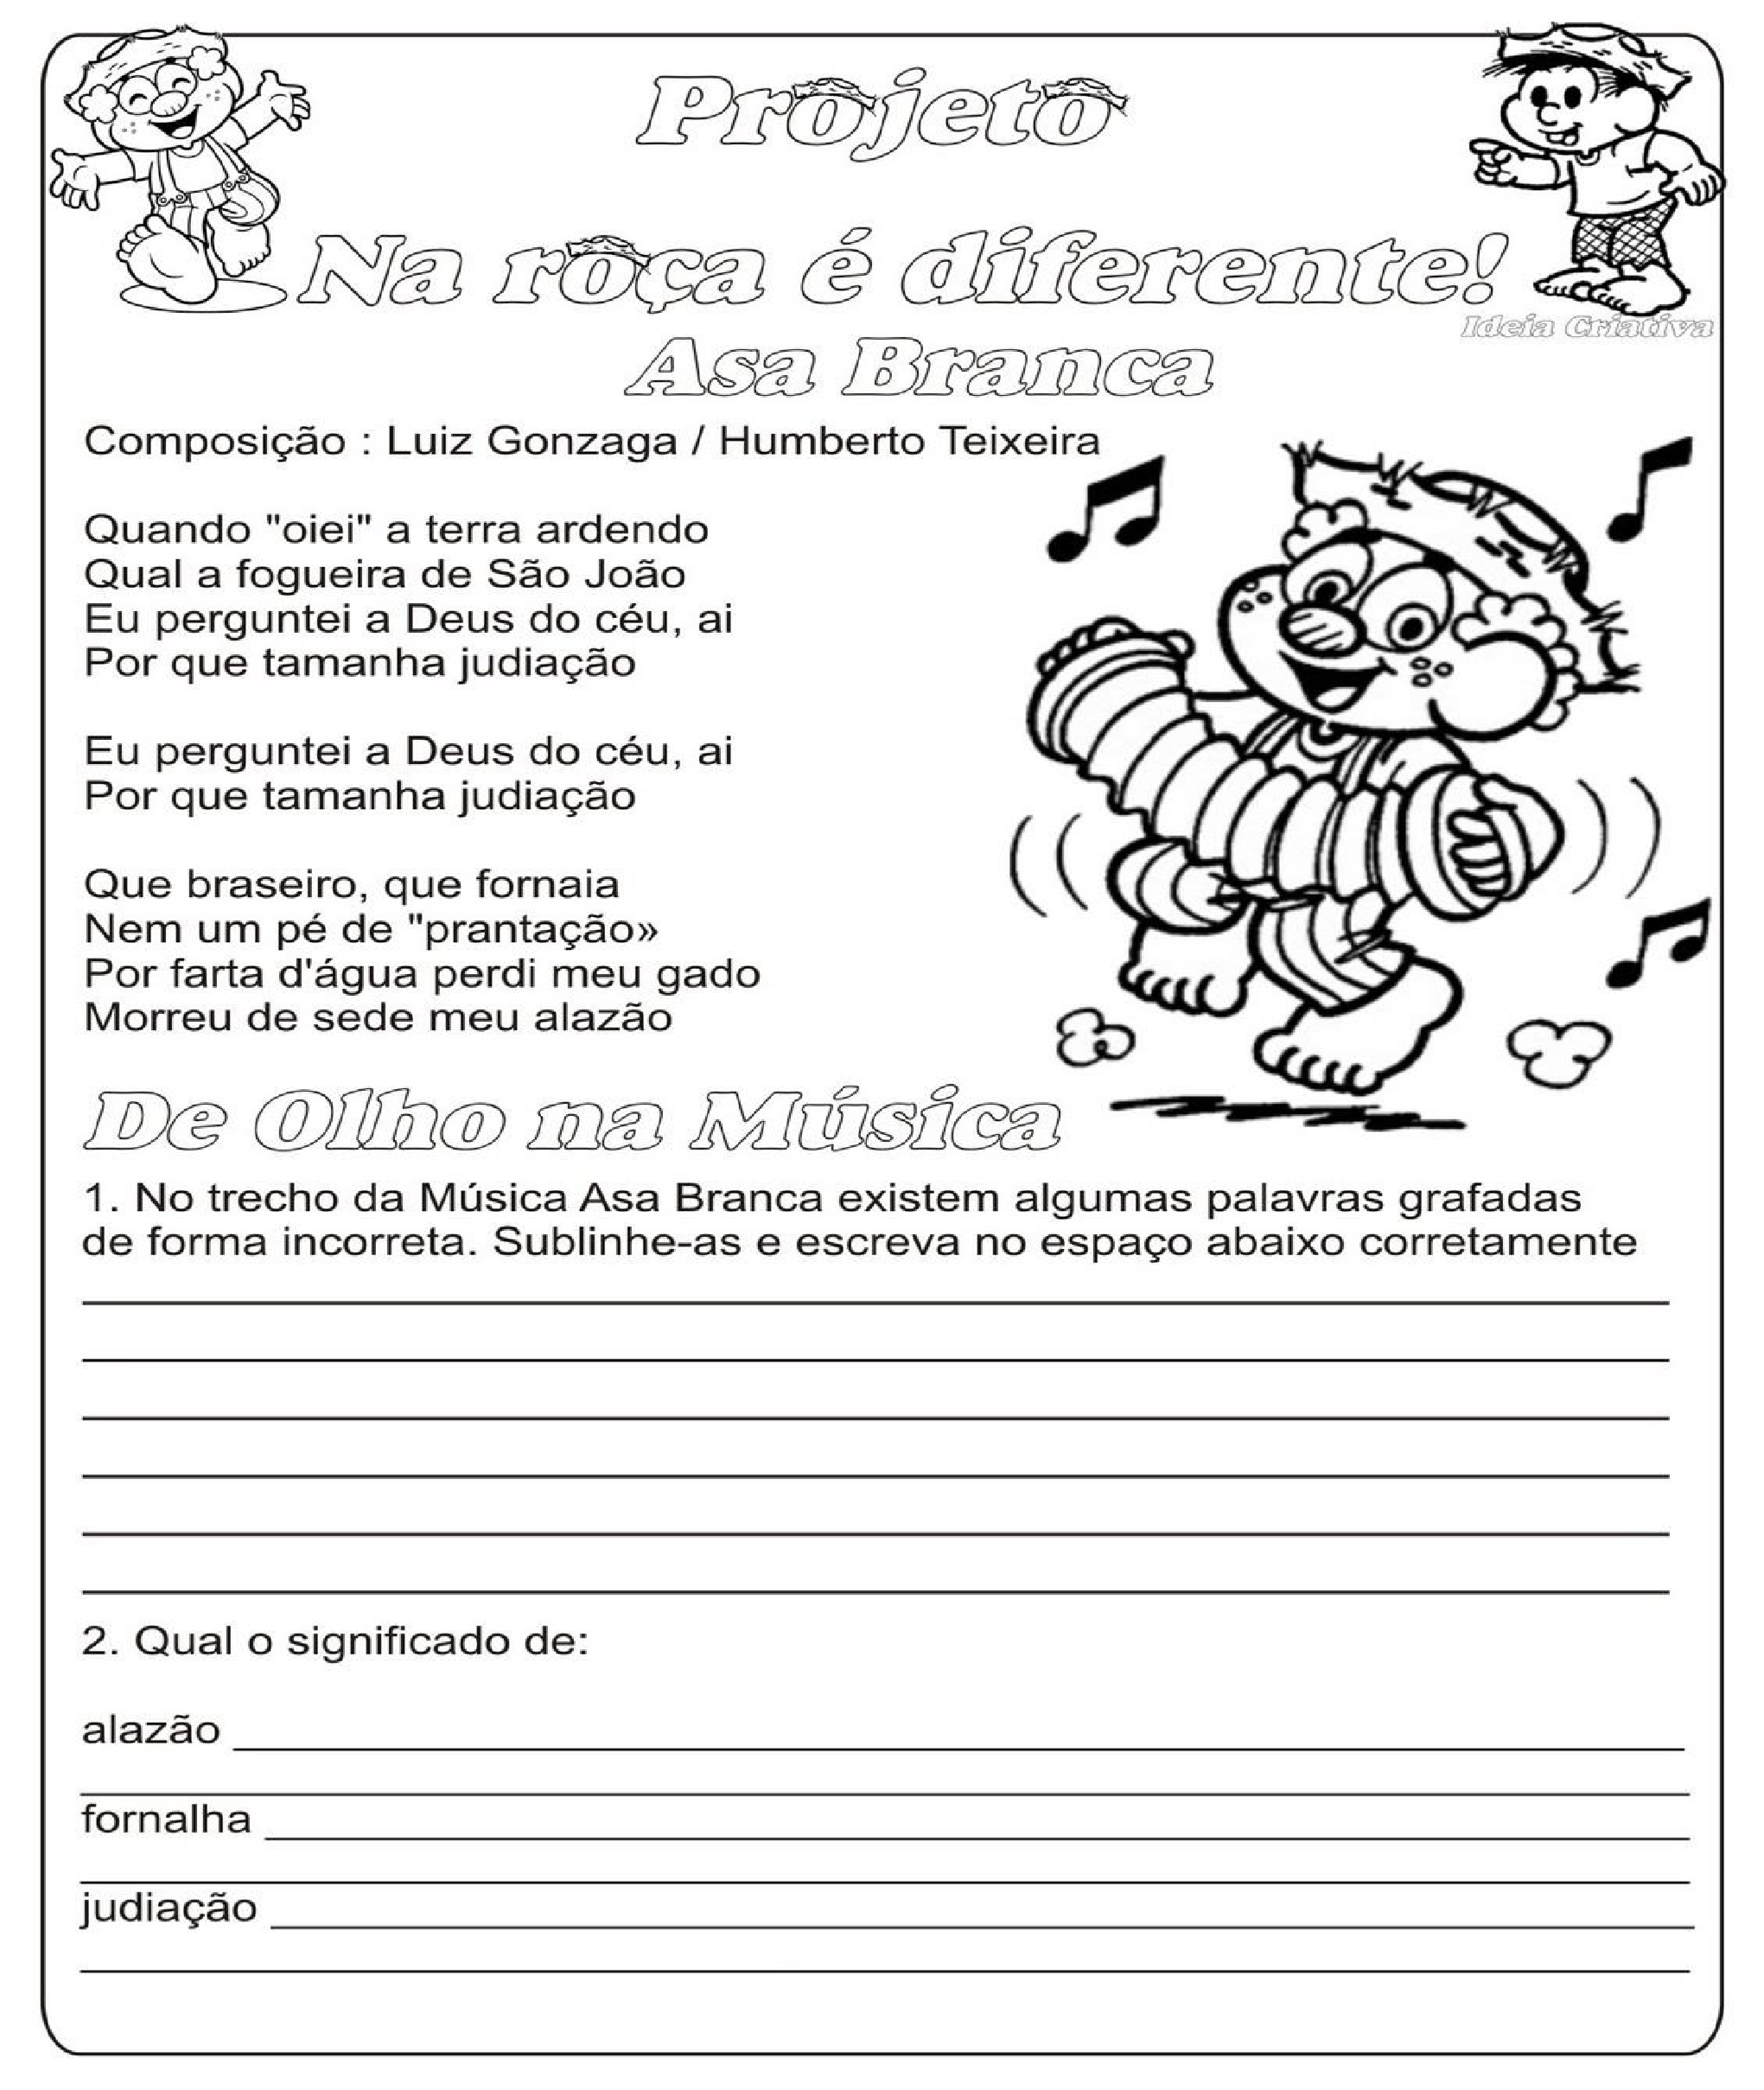 Projeto
Na roça é diferente!
Ideia Criativa
Asa Branca
Composição : Luiz Gonzaga / Humberto Teixeira
Quando "oiei" a terra ardendo
Qual a fogueira de São João
Eu perguntei a Deus do céu, ai
Por que tamanha judiação
Eu perguntei a Deus do céu, ai
Por que tamanha judiação
Que braseiro, que fornaia
Nem um pé de "prantação»
Por farta d'água perdi meu gado
Morreu de sede meu alazão
De Olho na Música
1. No trecho da Música Asa Branca existem algumas palavras grafadas
de forma incorreta. Sublinhe-as e escreva no espaço abaixo corretamente
2. Qual o significado de:
alazão
fornalha
judiação